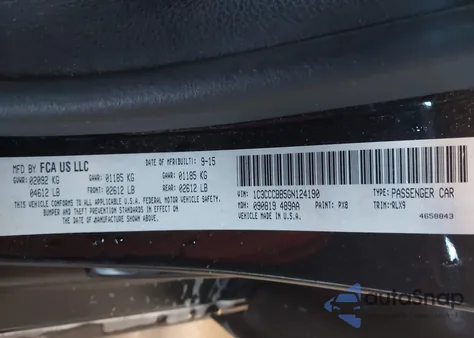 MFD BY FCA US LLC DATE OF MFR(BUILT): 9-15
GVWR: 02092 KG GAWR: 01185 KG GAWR: 01185 KG
04612 LB FRONT: 02612 LB REAR: 02612 LB
THIS VEHICLE CONFORMS TO ALL APPLICABLE U.S.A. FEDERAL MOTOR VEHICLE SAFETY,
BUMPER AND THEFT PREVENTION STANDARDS IN EFFECT ON
THE DATE OF MANUFACTURE SHOWN ABOVE. MADE IN U.S.A.
VIN: 1C3CCCBB5GN124190 TYPE: PASSENGER CAR
MDH: 090819 489AA PAINT: PX8 TRIM: RLX9
4658043
autoSnap